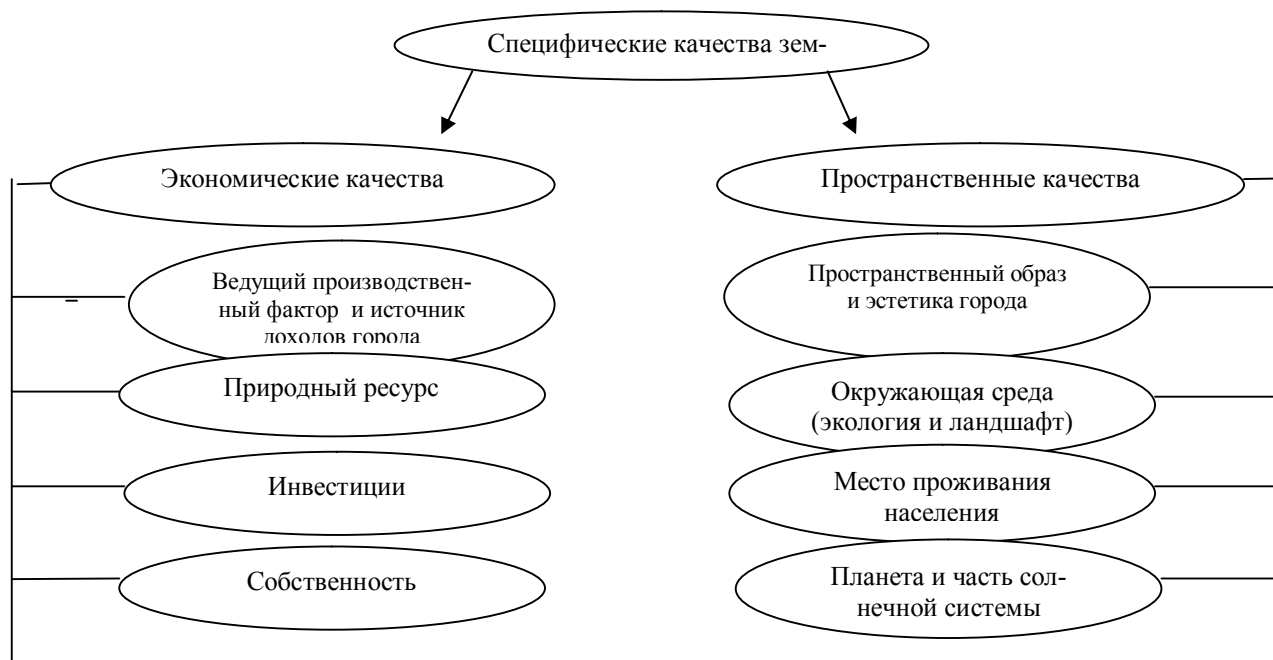 Специфические качества зем-
Экономические качества
Ведущий производствен-
ный фактор и источник
доходов города
Природный ресурс
Инвестиции
Собственность
Пространственные качества
Пространственный образ
и эстетика города
Окружающая среда
(экология и ландшафт)
Место проживания
населения
Планета и часть сол-
нечной системы